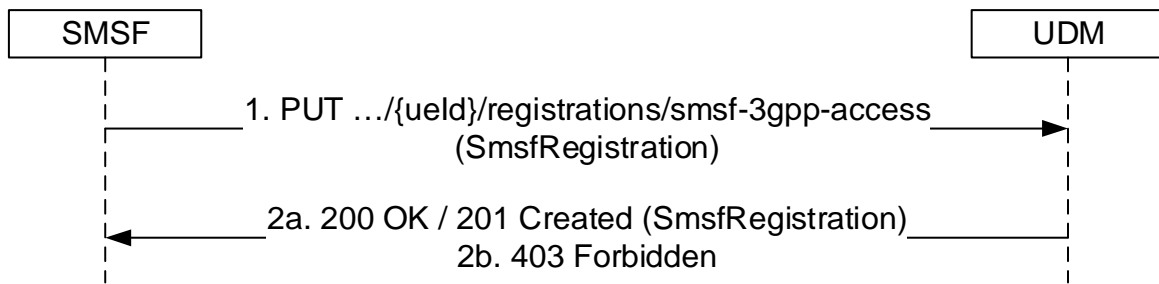 SMSF
UDM
1. PUT …/{ueId}/registrations/smsf-3gpp-access
(SmsfRegistration)
2a. 200 OK / 201 Created (SmsfRegistration)
2b. 403 Forbidden